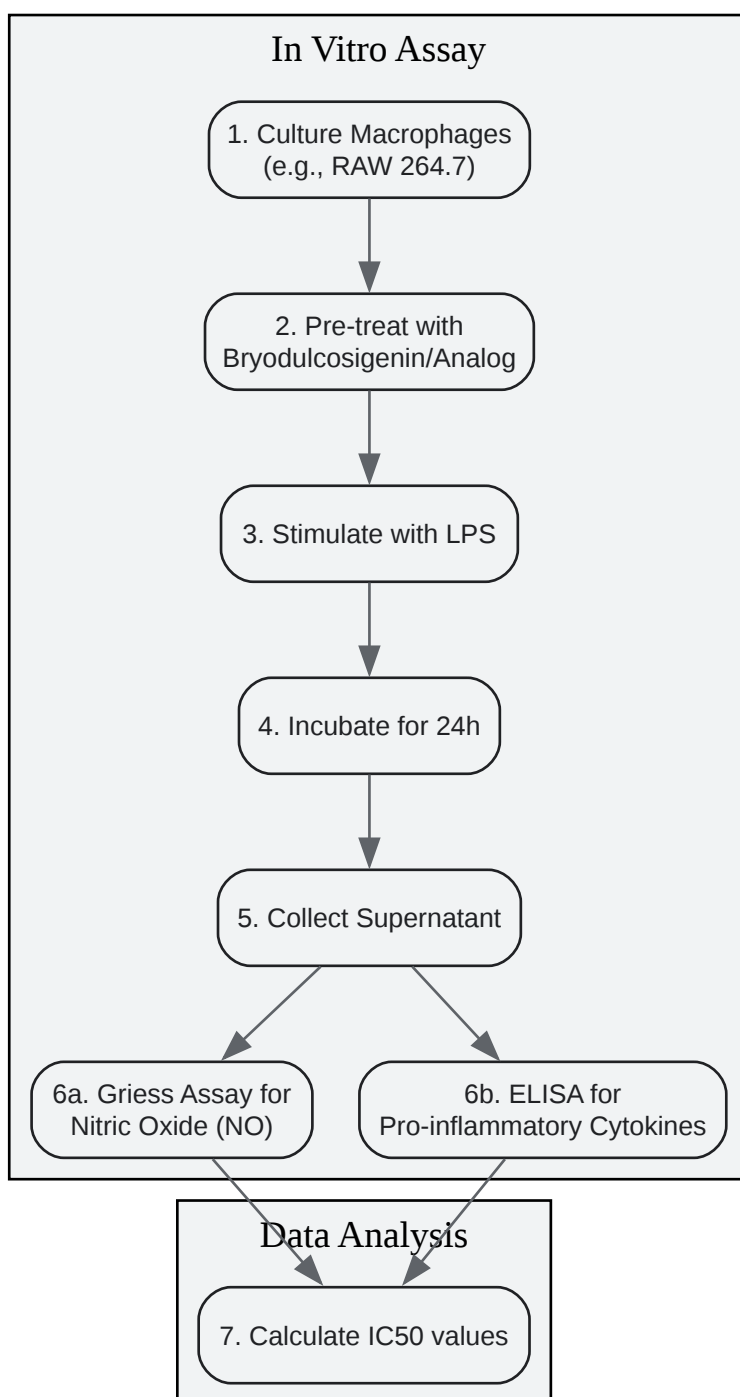 In Vitro Assay
1. Culture Macrophages
(e.g., RAW 264.7)
2. Pre-treat with
Bryodulcosigenin/Analog
3. Stimulate with LPS
4. Incubate for 24h
5. Collect Supernatant
6a. Griess Assay for
Nitric Oxide (NO)
6b. ELISA for
Pro-inflammatory Cytokines
Data Analysis
7. Calculate IC50 values